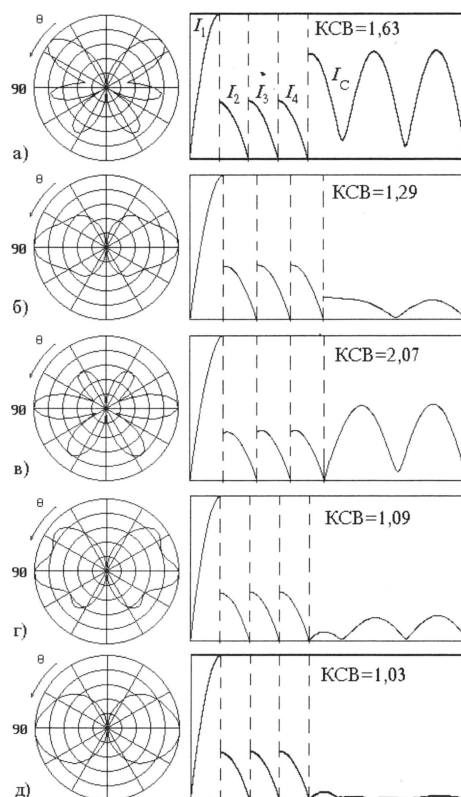 θ
90
а)
I₁
I₂
I₃
I₄
I_C
КСВ=1,63
θ
90
б)
КСВ=1,29
θ
90
в)
КСВ=2,07
θ
90
г)
КСВ=1,09
θ
90
д)
КСВ=1,03